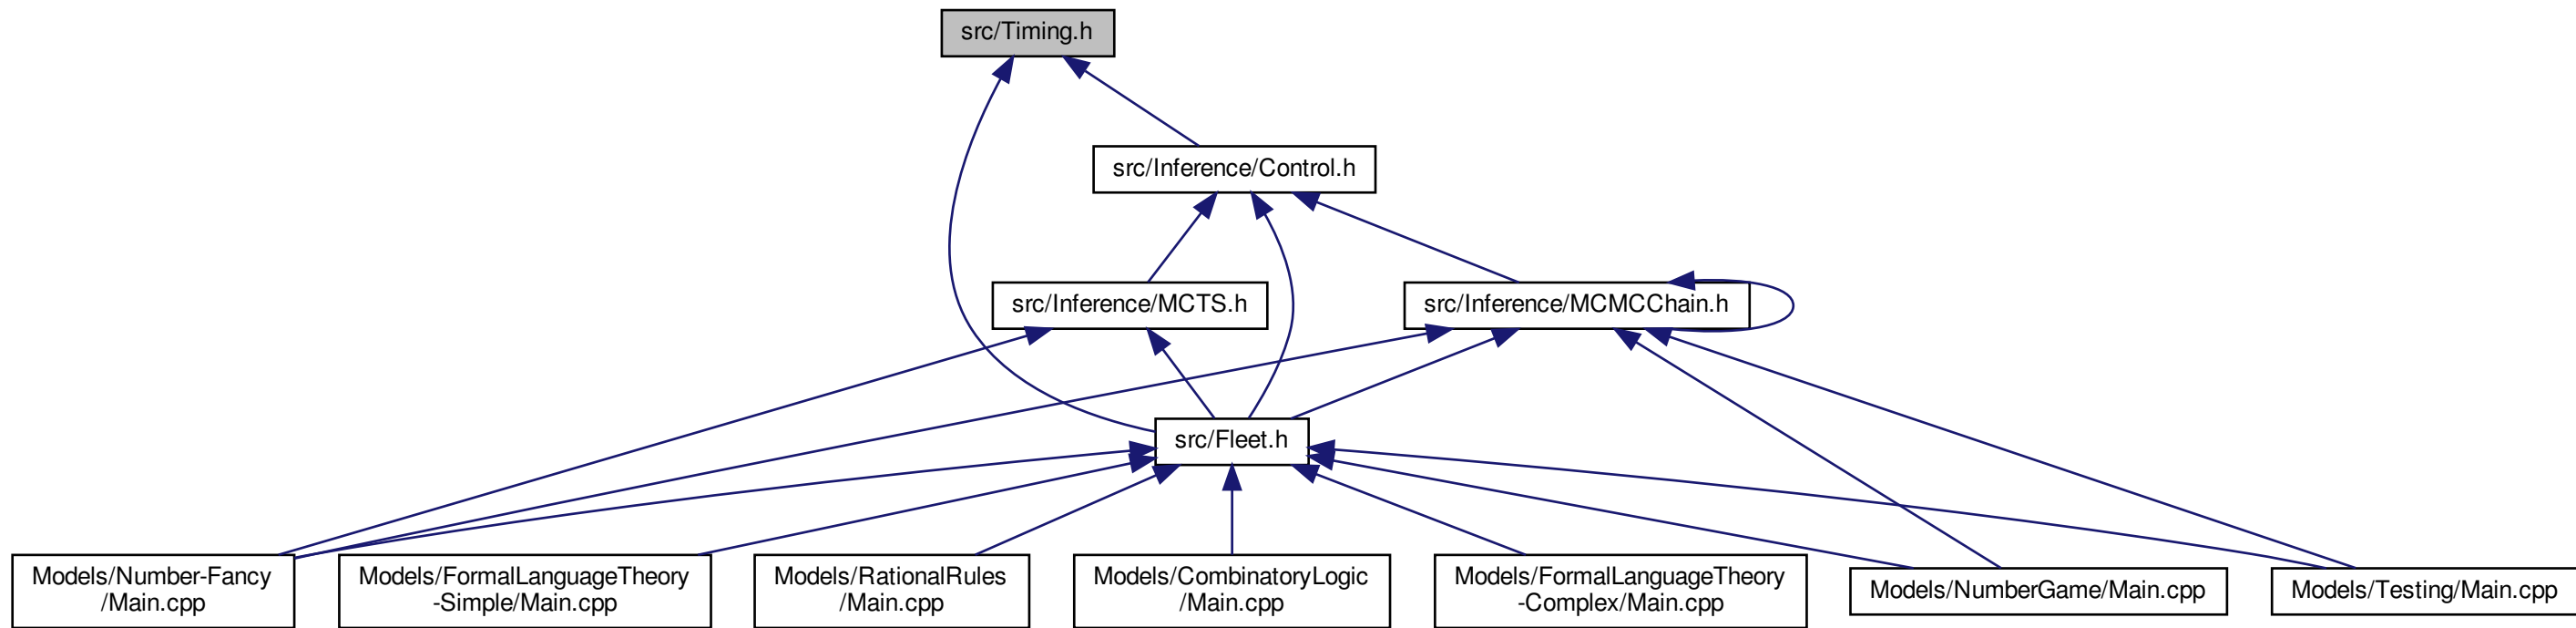 src/Timing.h
src/Inference/Control.h
src/Inference/MCTS.h
src/Inference/MCMCChain.h
src/Fleet.h
Models/Number-Fancy
/Main.cpp
Models/FormalLanguageTheory
-Simple/Main.cpp
Models/RationalRules
/Main.cpp
Models/CombinatoryLogic
/Main.cpp
Models/FormalLanguageTheory
-Complex/Main.cpp
Models/NumberGame/Main.cpp
Models/Testing/Main.cpp